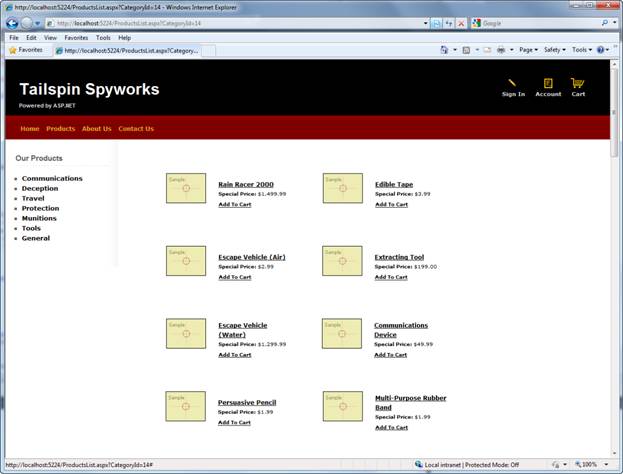 http://localhost:5224/ProductsList.aspx?CategoryId=14 - Windows Internet Explorer
http://localhost:5224/ProductsList.aspx?CategoryId=14
Google
File Edit View Favorites Tools Help
Favorites
http://localhost:5224/ProductsList.aspx?Category...
Page Safety Tools
Tailspin Spyworks
Powered by ASP.NET
Sign In Account Cart
Home Products About Us Contact Us
Our Products
Communications
Deception
Travel
Protection
Munitions
Tools
General
Sample
Rain Racer 2000
Special Price: $1,499.99
Add To Cart
Sample
Edible Tape
Special Price: $3.99
Add To Cart
Sample
Escape Vehicle (Air)
Special Price: $2.99
Add To Cart
Sample
Extracting Tool
Special Price: $199.00
Add To Cart
Sample
Escape Vehicle
(Water)
Special Price: $1,299.99
Add To Cart
Sample
Communications
Device
Special Price: $49.99
Add To Cart
Sample
Persuasive Pencil
Special Price: $1.99
Add To Cart
Sample
Multi-Purpose Rubber
Band
Special Price: $1.99
Add To Cart
http://localhost:5224/ProductsList.aspx?CategoryId=14#
Local intranet | Protected Mode: Off
100%